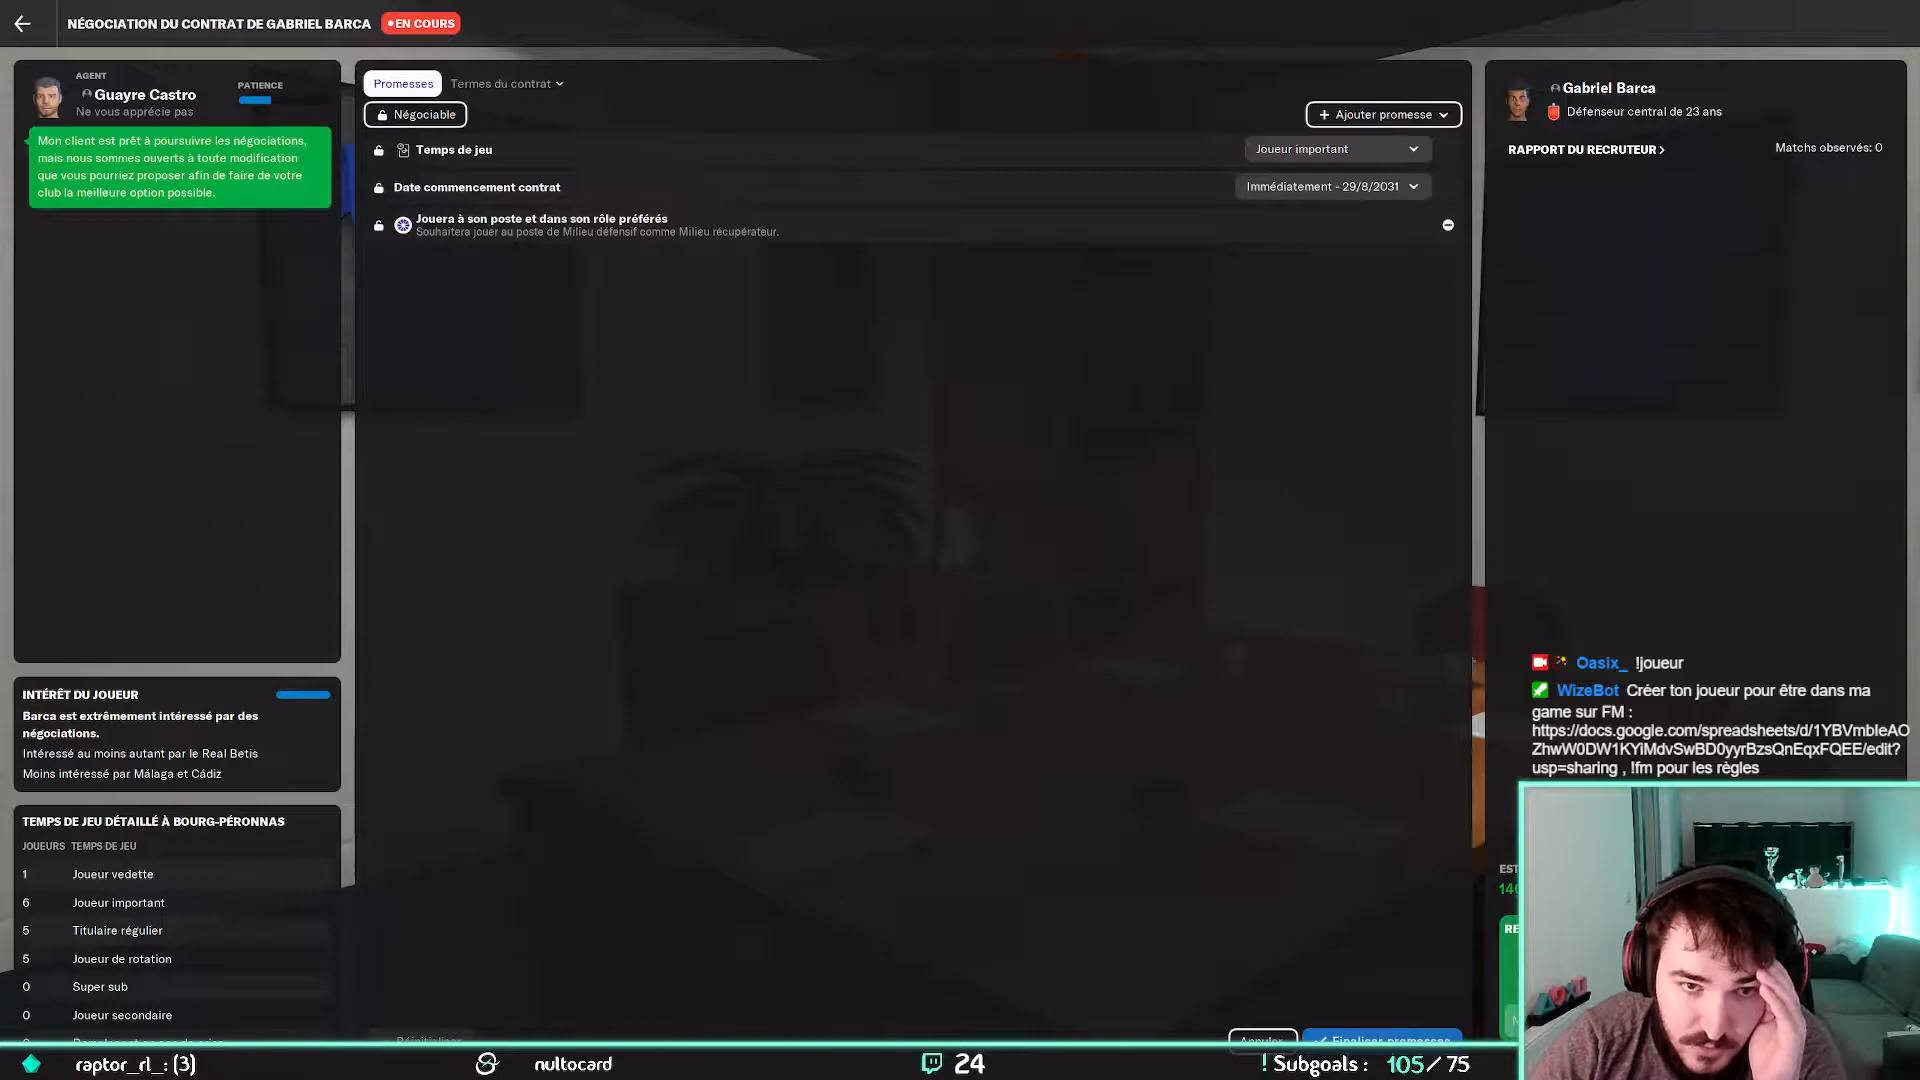 NÉGOCIATION DU CONTRAT DE GABRIEL BARCA
EN COURS
AGENT
Guayre Castro
Ne vous apprécie pas
PATIENCE
Mon client est prêt à poursuivre les négociations,
mais nous sommes ouverts à toute modification
que vous pourriez proposer afin de faire de votre
club la meilleure option possible.
INTÉRÊT DU JOUEUR
Barca est extrêmement intéressé par des
négociations.
Intéressé au moins autant par le Real Betis
Moins intéressé par Málaga et Cádiz
TEMPS DE JEU DÉTAILLÉ À BOURG-PÉRONNAS
JOUEURS TEMPS DE JEU
1 Joueur vedette
6 Joueur important
5 Titulaire régulier
5 Joueur de rotation
0 Super sub
0 Joueur secondaire
Promesses
Termes du contrat
Négociable
+ Ajouter promesse
Temps de jeu
Joueur important
Date commencement contrat
Immédiatement - 29/8/2031
Jouera à son poste et dans son rôle préférés
Souhaitera jouer au poste de Milieu défensif comme Milieu récupérateur.
Annuler
Finaliser promesses
Gabriel Barca
Défenseur central de 23 ans
RAPPORT DU RECRUTEUR >
Matchs observés: 0
Oasix_ !joueur
WizeBot Créer ton joueur pour être dans ma
game sur FM :
https://docs.google.com/spreadsheets/d/1YBVmbleAO
ZhwW0DW1KYiMdvSwBD0yyrBzsQnEqxFQEE/edit?
usp=sharing , !fm pour les règles
raptor_rl_: (3)
nultocard
24
! Subgoals : 105/ 75